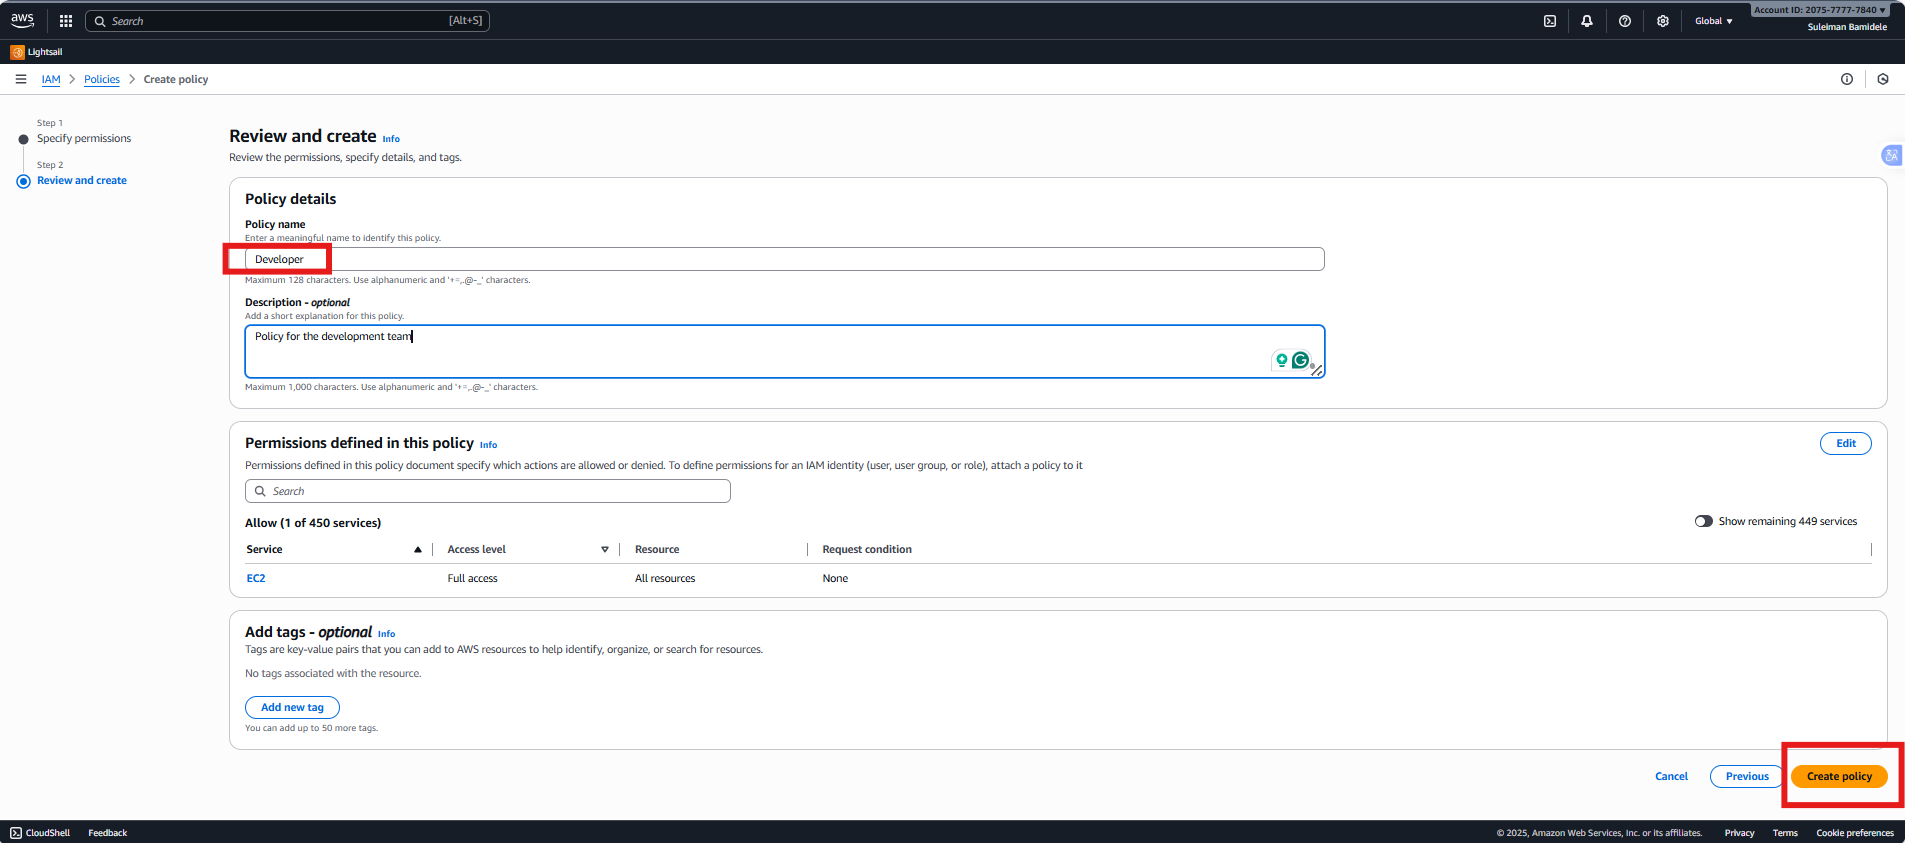 aws
Search
[Alt+S]
Global ▼
Account ID: 2075-7777-7840 ▼
Suleiman Bamidele
Lightsail
IAM > Policies > Create policy
Step 1
Specify permissions
Step 2
Review and create
Review and create Info
Review the permissions, specify details, and tags.
Policy details
Policy name
Enter a meaningful name to identify this policy.
Developer
Maximum 128 characters. Use alphanumeric and '+=,.@-_' characters.
Description - optional
Add a short explanation for this policy.
Policy for the development team
Maximum 1,000 characters. Use alphanumeric and '+=,.@-_' characters.
Permissions defined in this policy Info
Edit
Permissions defined in this policy document specify which actions are allowed or denied. To define permissions for an IAM identity (user, user group, or role), attach a policy to it
Search
Allow (1 of 450 services)
Show remaining 449 services
Service Access level Resource Request condition
EC2 Full access All resources None
Add tags - optional Info
Tags are key-value pairs that you can add to AWS resources to help identify, organize, or search for resources.
No tags associated with the resource.
Add new tag
You can add up to 50 more tags.
Cancel Previous Create policy
CloudShell Feedback © 2025, Amazon Web Services, Inc. or its affiliates. Privacy Terms Cookie preferences